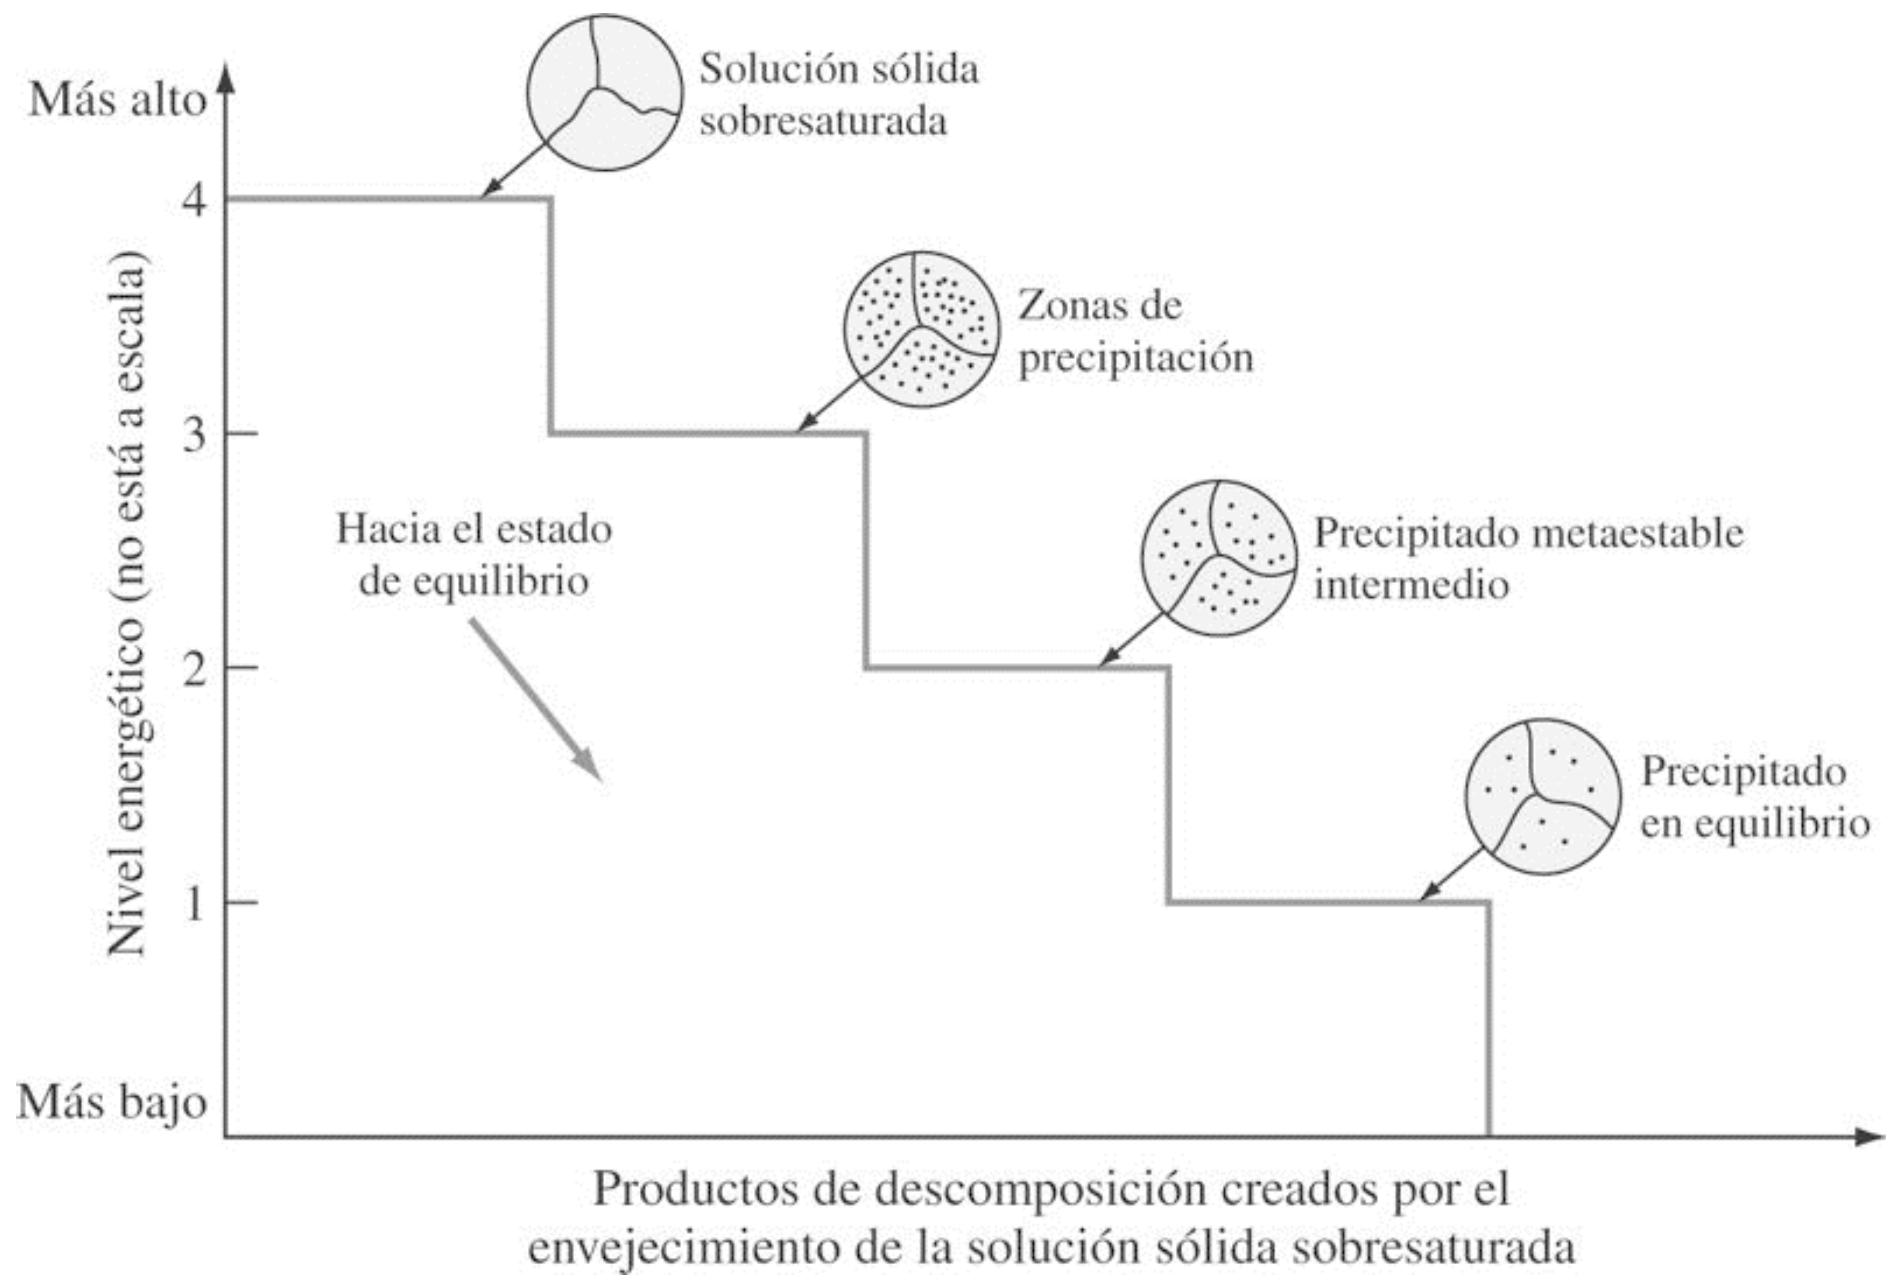 Más alto
Solución sólida
sobresaturada
4
Zonas de
precipitación
3
Hacia el estado
de equilibrio
Precipitado metaestable
intermedio
2
Precipitado
en equilibrio
1
Más bajo
Nivel energético (no está a escala)
Productos de descomposición creados por el
envejecimiento de la solución sólida sobresaturada